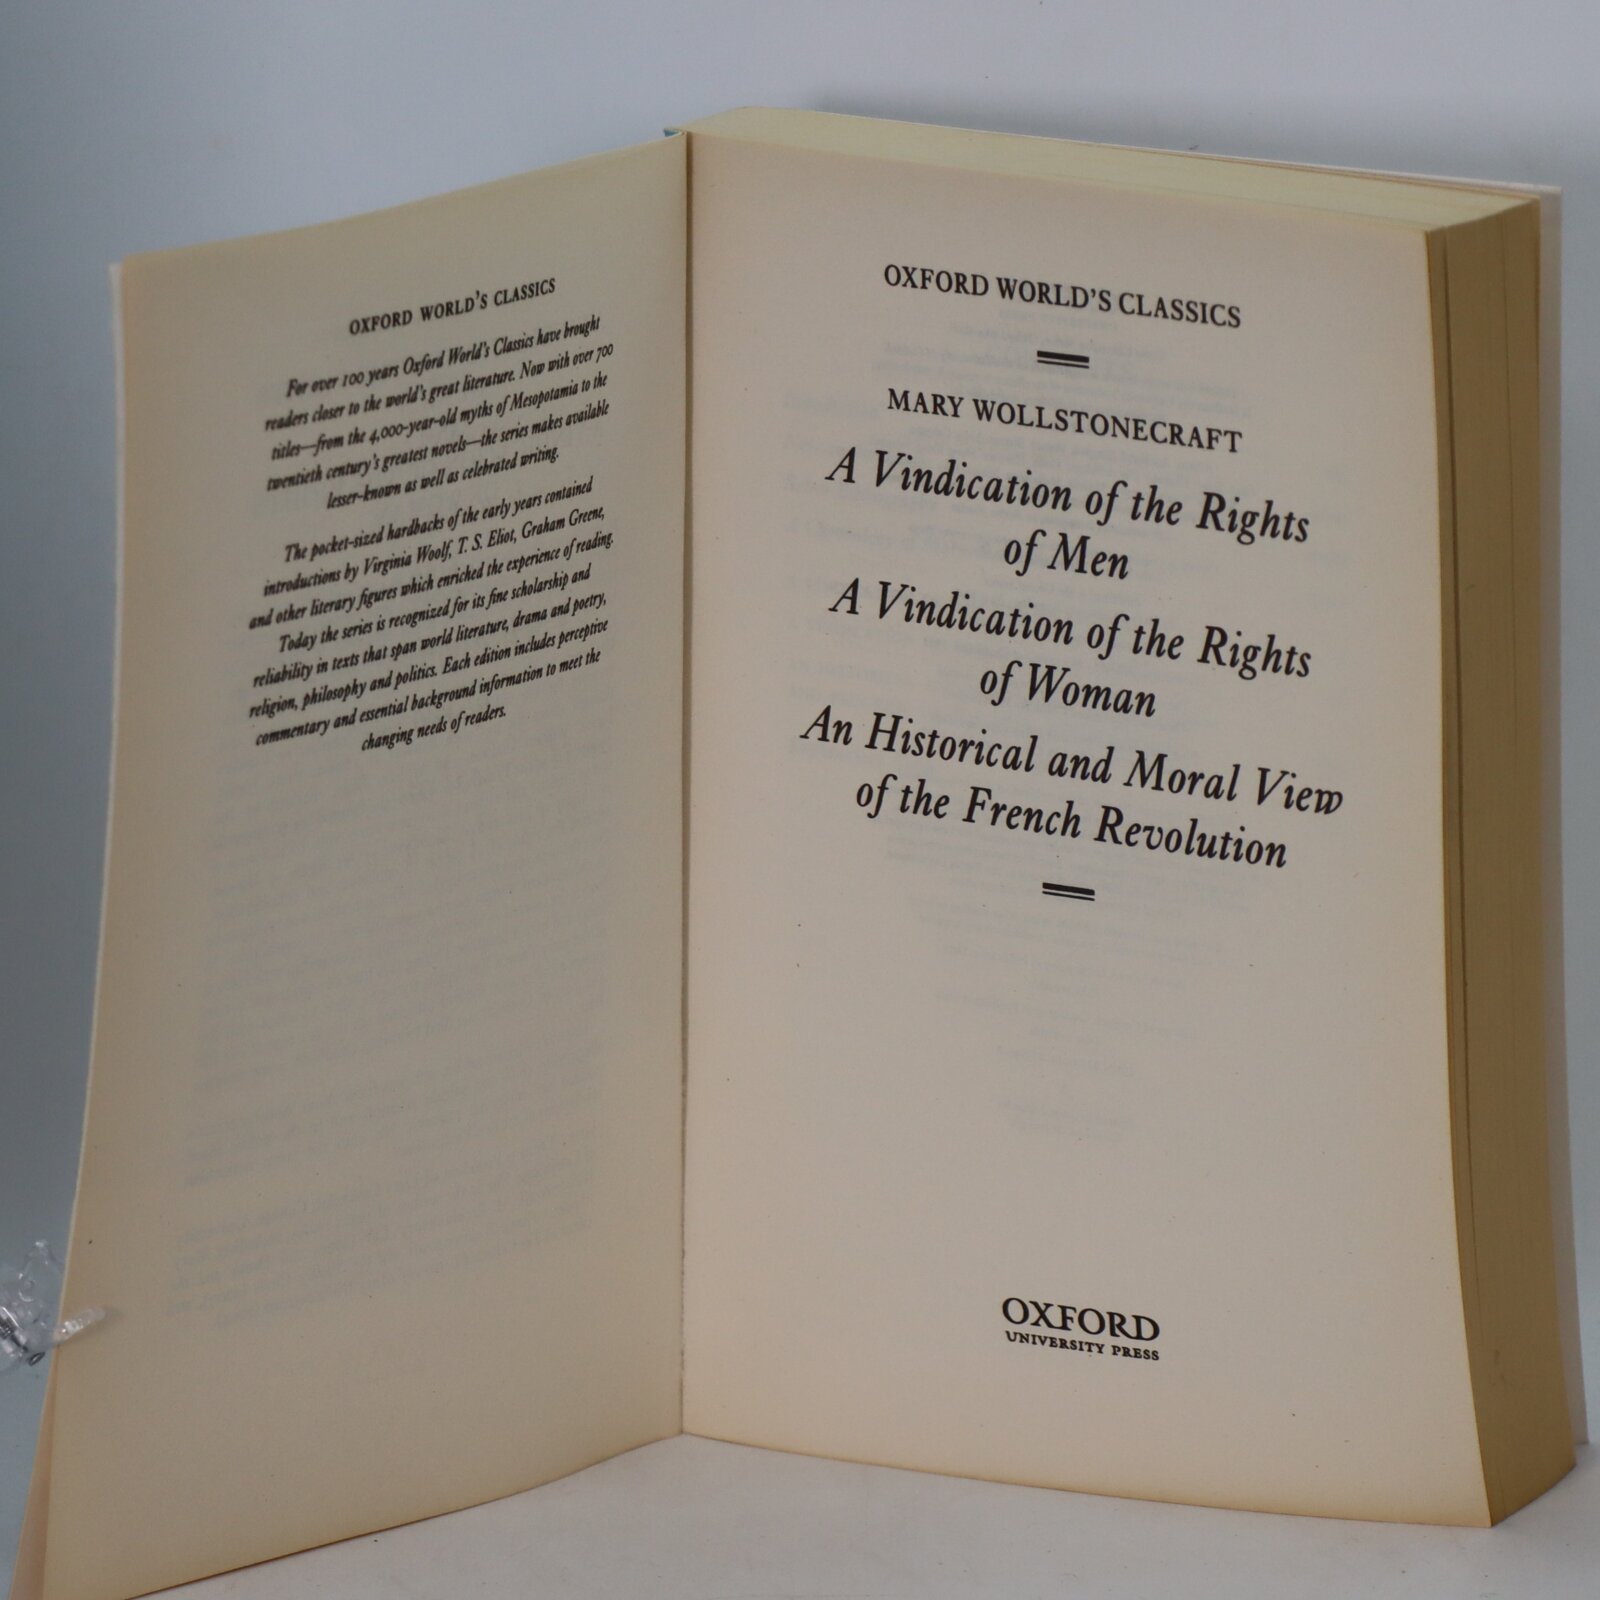 OXFORD WORLD'S CLASSICS
For over 100 years Oxford World's Classics have brought
readers closer to the world's great literature. Now with over 700
titles—from the 4,000-year-old myths of Mesopotamia to the
twentieth century's greatest novels—the series makes available
lesser-known as well as celebrated writing.
The pocket-sized hardbacks of the early years contained
introductions by Virginia Woolf, T. S. Eliot, Graham Greene,
and other literary figures which enriched the experience of reading.
Today the series is recognized for its fine scholarship and
reliability in texts that span world literature, drama and poetry,
religion, philosophy and politics. Each edition includes perceptive
commentary and essential background information to meet the
changing needs of readers.
OXFORD WORLD'S CLASSICS
MARY WOLLSTONECRAFT
A Vindication of the Rights
of Men
A Vindication of the Rights
of Woman
An Historical and Moral View
of the French Revolution
OXFORD
UNIVERSITY PRESS